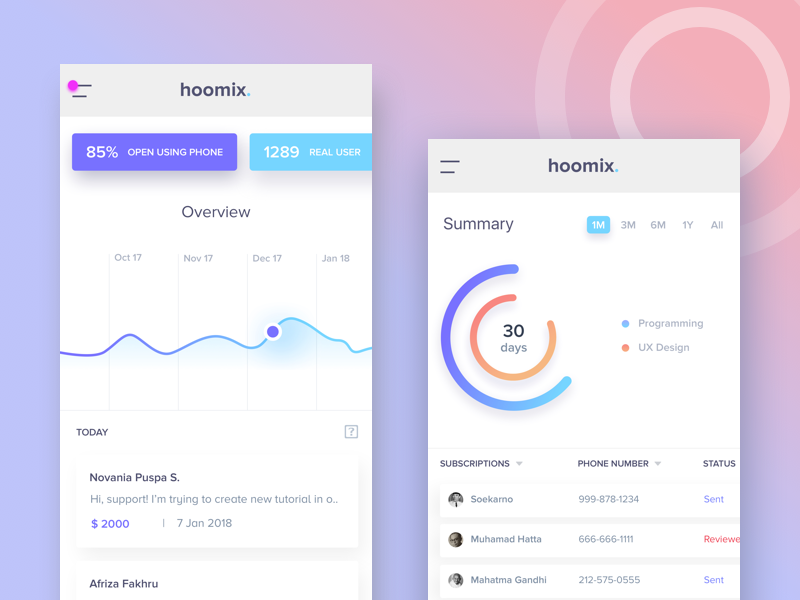 hoomix.
85% OPEN USING PHONE
1289 REAL USER
Overview
Oct 17
Nov 17
Dec 17
Jan 18
TODAY
?
Novania Puspa S.
Hi, support! I'm trying to create new tutorial in o..
$ 2000 | 7 Jan 2018
Afriza Fakhru
hoomix.
Summary
1M 3M 6M 1Y All
30
days
Programming
UX Design
SUBSCRIPTIONS PHONE NUMBER STATUS
Soekarno 999-878-1234 Sent
Muhamad Hatta 666-666-1111 Reviewe
Mahatma Gandhi 212-575-0555 Sent